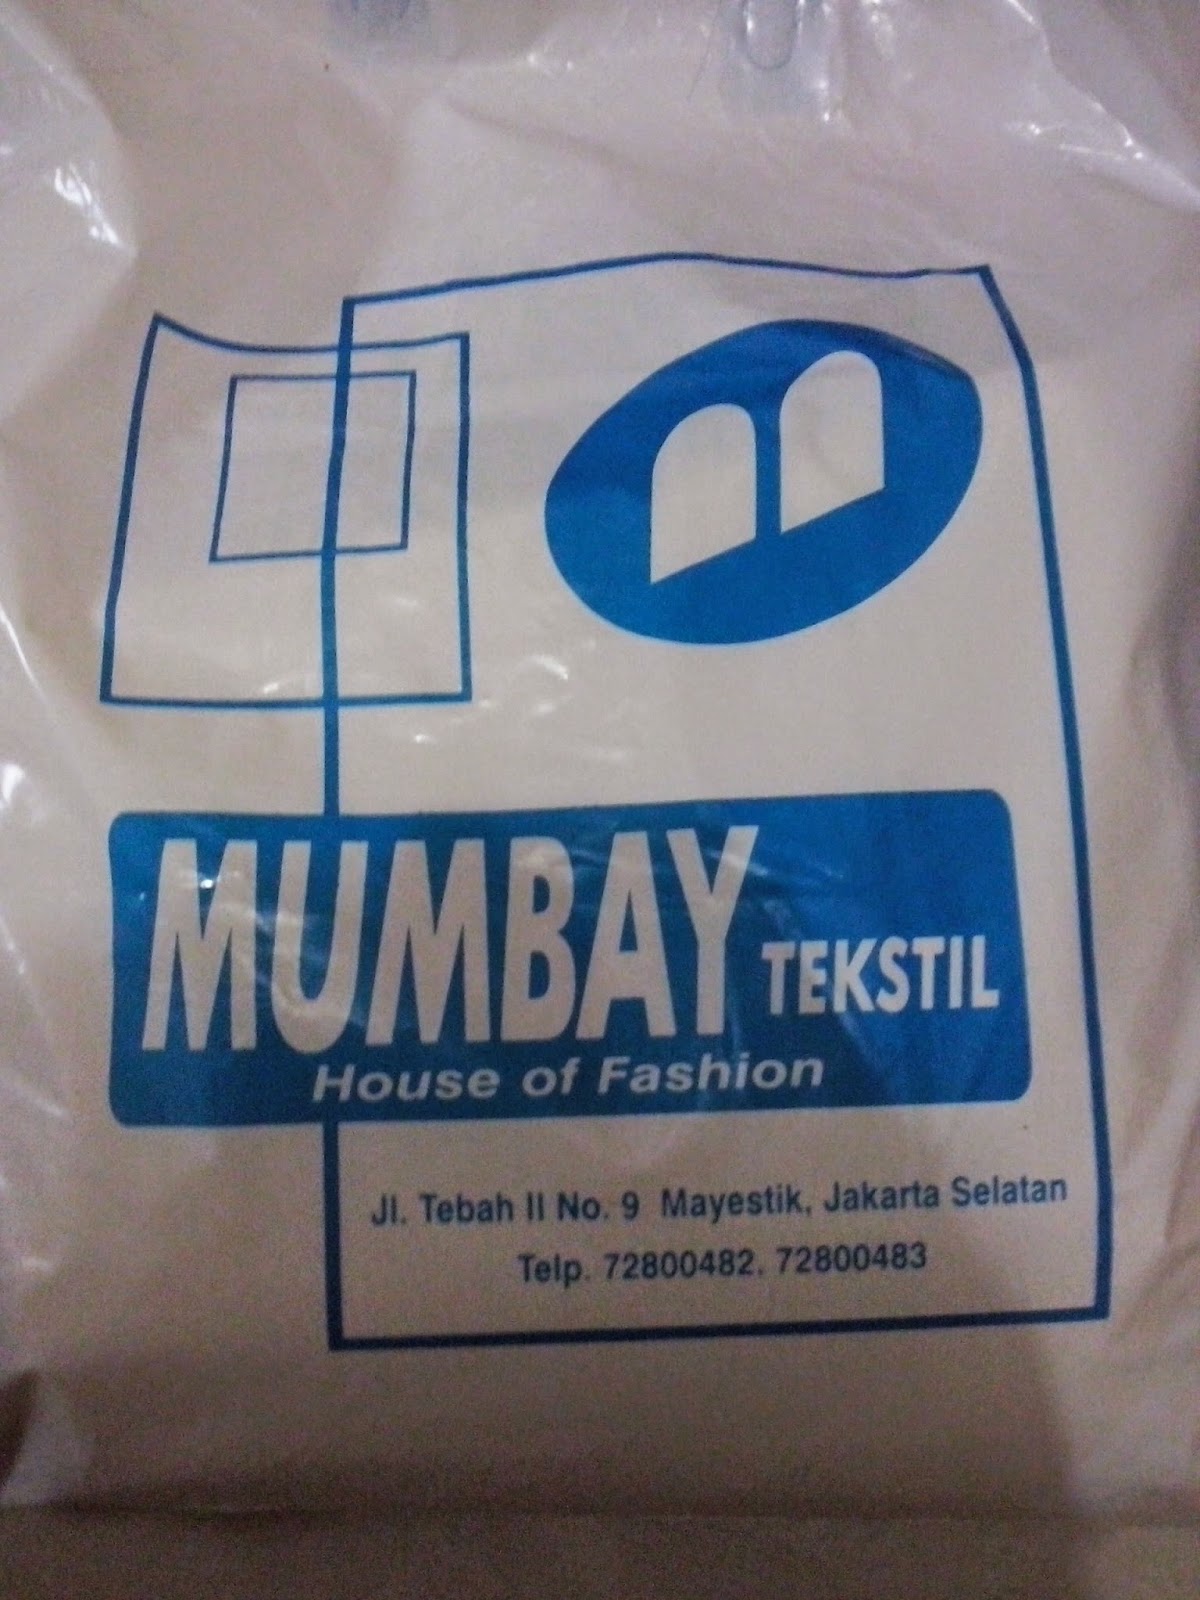 MUMBAY TEKSTIL
House of Fashion
Jl. Tebah II No. 9 Mayestik, Jakarta Selatan
Telp. 72800482, 72800483